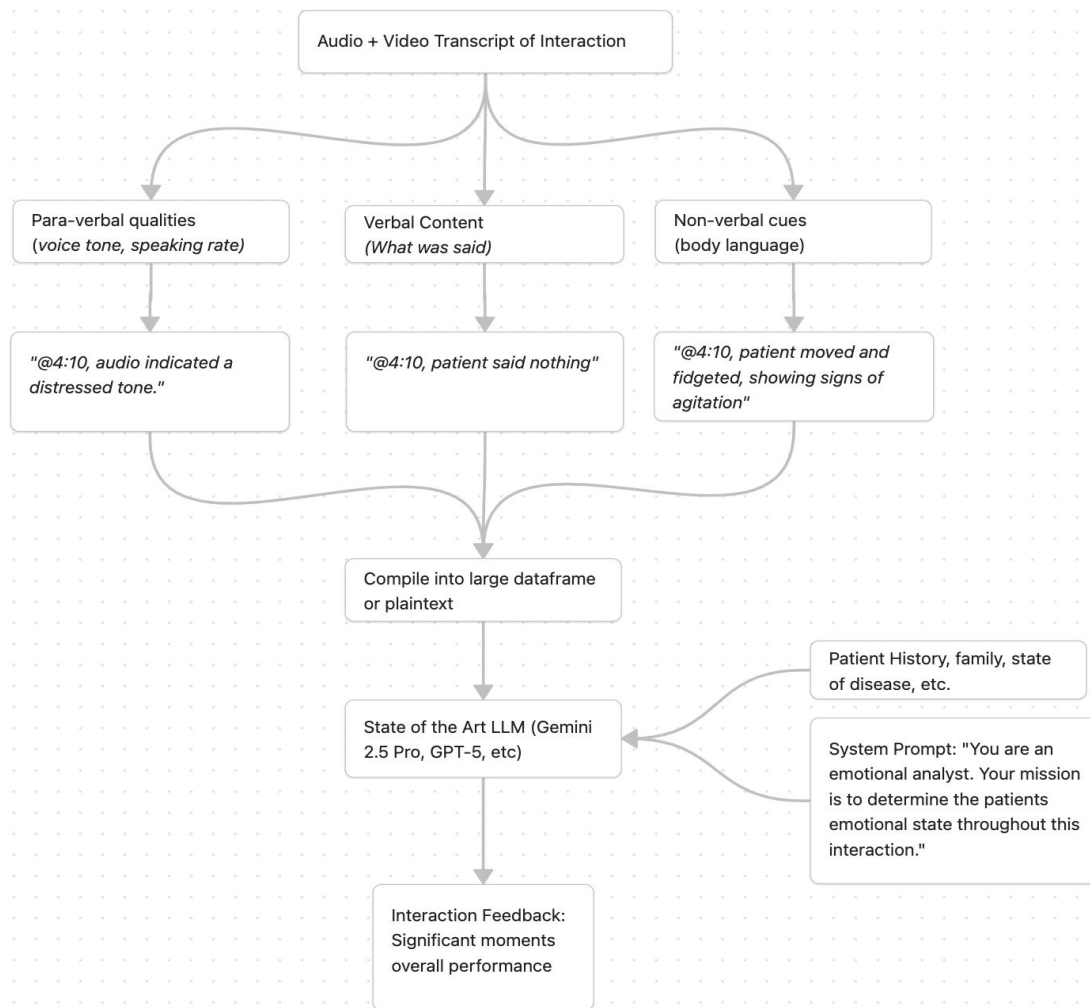 Audio + Video Transcript of Interaction
Para-verbal qualities
(voice tone, speaking rate)
Verbal Content
(What was said)
Non-verbal cues
(body language)
"@4:10, audio indicated a
distressed tone."
"@4:10, patient said nothing"
"@4:10, patient moved and
fidgeted, showing signs of
agitation"
Compile into large dataframe
or plaintext
Patient History, family, state
of disease, etc.
State of the Art LLM (Gemini
2.5 Pro, GPT-5, etc)
System Prompt: "You are an
emotional analyst. Your mission
is to determine the patients
emotional state throughout this
interaction."
Interaction Feedback:
Significant moments
overall performance